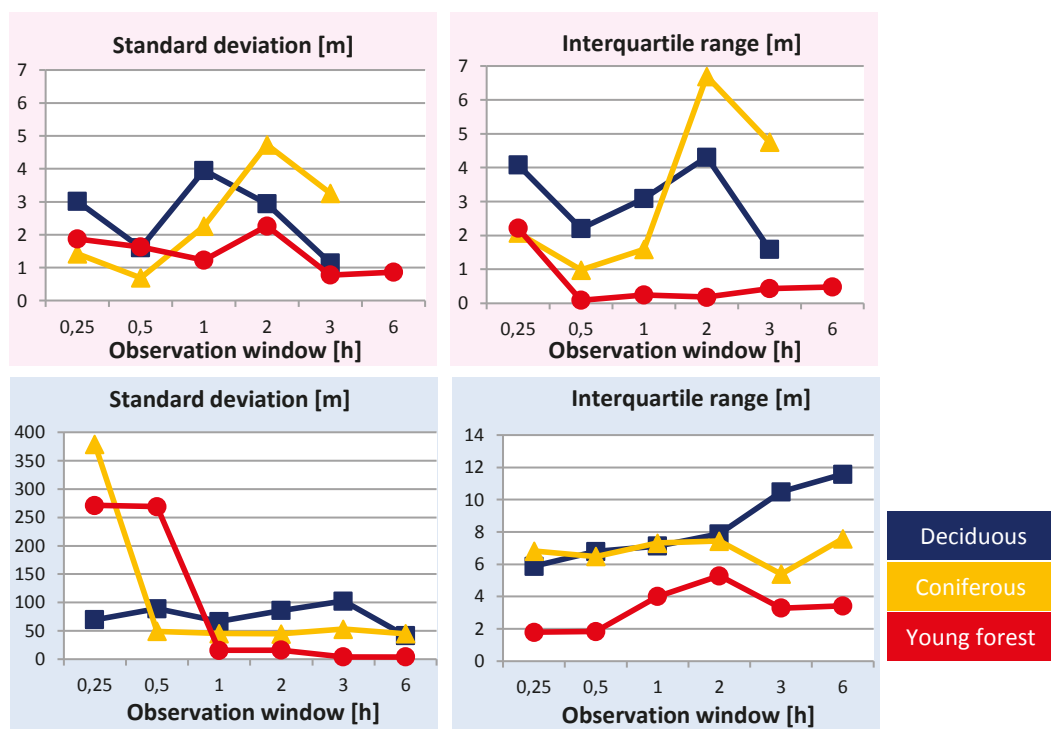 Standard deviation [m]
7
6
5
4
3
2
1
0
0,25 0,5 1 2 3 6
Observation window [h]
Interquartile range [m]
7
6
5
4
3
2
1
0
0,25 0,5 1 2 3 6
Observation window [h]
Standard deviation [m]
400
350
300
250
200
150
100
50
0
0,25 0,5 1 2 3 6
Observation window [h]
Interquartile range [m]
14
12
10
8
6
4
2
0
0,25 0,5 1 2 3 6
Observation window [h]
Deciduous
Coniferous
Young forest